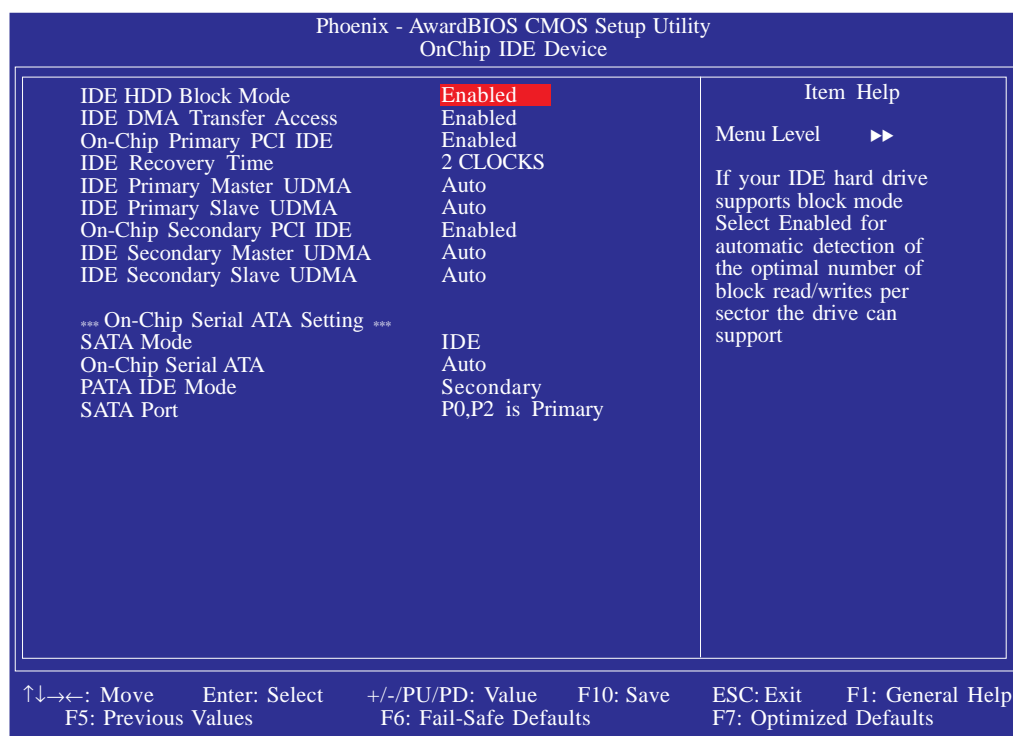 Phoenix - AwardBIOS CMOS Setup Utility
OnChip IDE Device
IDE HDD Block Mode Enabled
IDE DMA Transfer Access Enabled
On-Chip Primary PCI IDE Enabled
IDE Recovery Time 2 CLOCKS
IDE Primary Master UDMA Auto
IDE Primary Slave UDMA Auto
On-Chip Secondary PCI IDE Enabled
IDE Secondary Master UDMA Auto
IDE Secondary Slave UDMA Auto
*** On-Chip Serial ATA Setting ***
SATA Mode IDE
On-Chip Serial ATA Auto
PATA IDE Mode Secondary
SATA Port P0,P2 is Primary
Item Help
Menu Level ▸▸
If your IDE hard drive
supports block mode
Select Enabled for
automatic detection of
the optimal number of
block read/writes per
sector the drive can
support
↑↓→←: Move Enter: Select +/-/PU/PD: Value F10: Save ESC: Exit F1: General Help
F5: Previous Values F6: Fail-Safe Defaults F7: Optimized Defaults